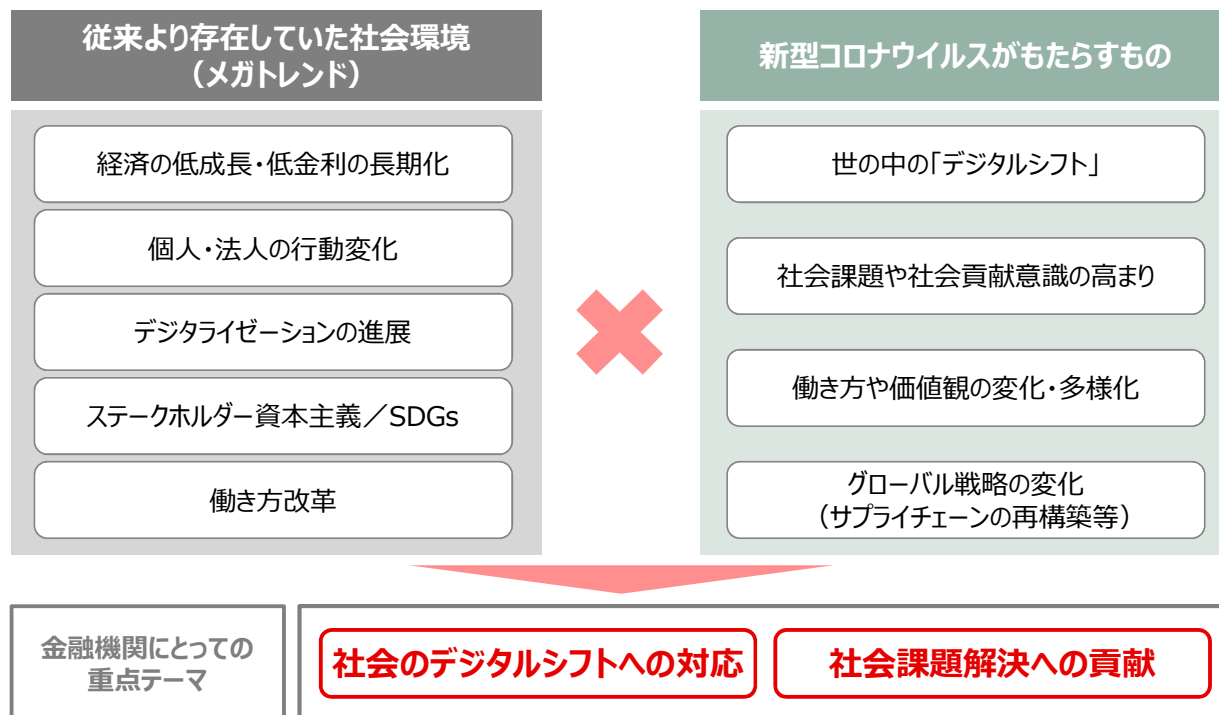 従来より存在していた社会環境
（メガトレンド）
経済の低成長・低金利の長期化
個人・法人の行動変化
デジタライゼーションの進展
ステークホルダー資本主義／SDGs
働き方改革
新型コロナウイルスがもたらすもの
世の中の「デジタルシフト」
社会課題や社会貢献意識の高まり
働き方や価値観の変化・多様化
グローバル戦略の変化
（サプライチェーンの再構築等）
金融機関にとっての
重点テーマ
社会のデジタルシフトへの対応
社会課題解決への貢献